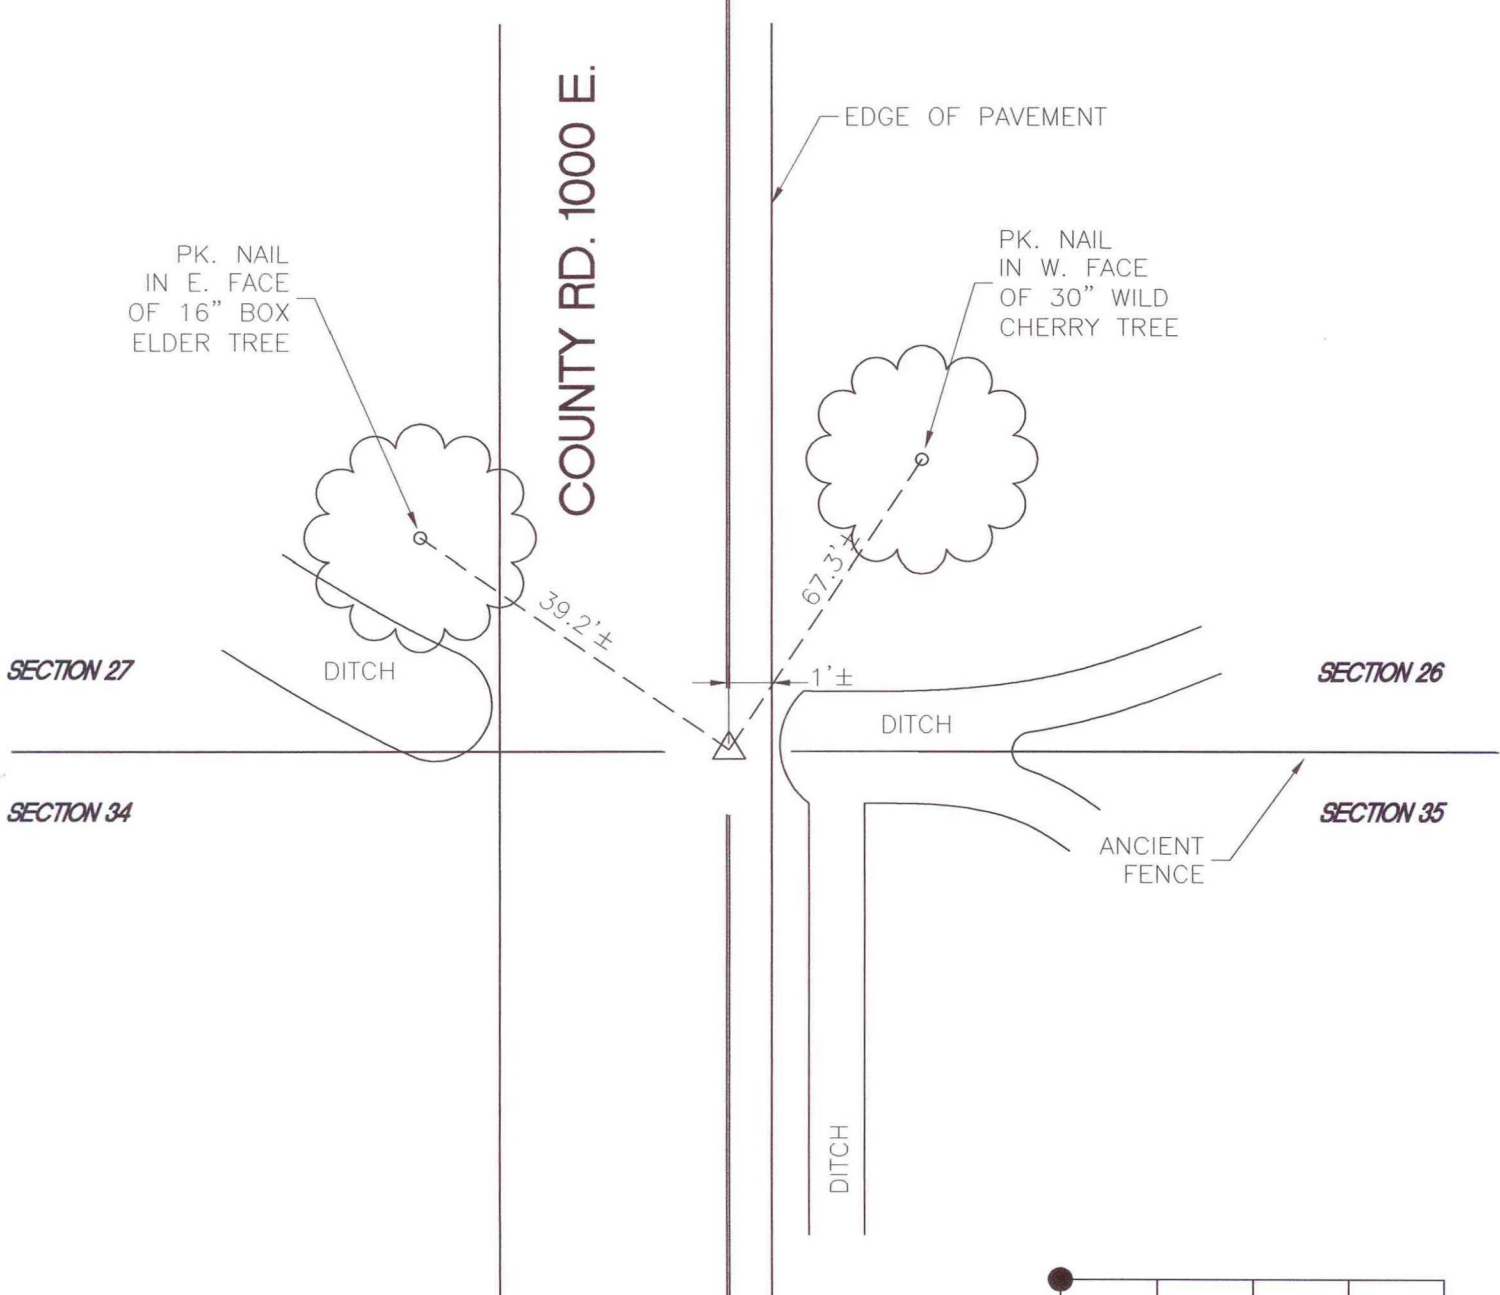 COUNTY RD. 1000 E.
EDGE OF PAVEMENT
PK. NAIL
IN E. FACE
OF 16" BOX
ELDER TREE
PK. NAIL
IN W. FACE
OF 30" WILD
CHERRY TREE
39.2'±
67.3'±
SECTION 27
DITCH
1'±
SECTION 26
DITCH
SECTION 34
SECTION 35
ANCIENT
FENCE
DITCH